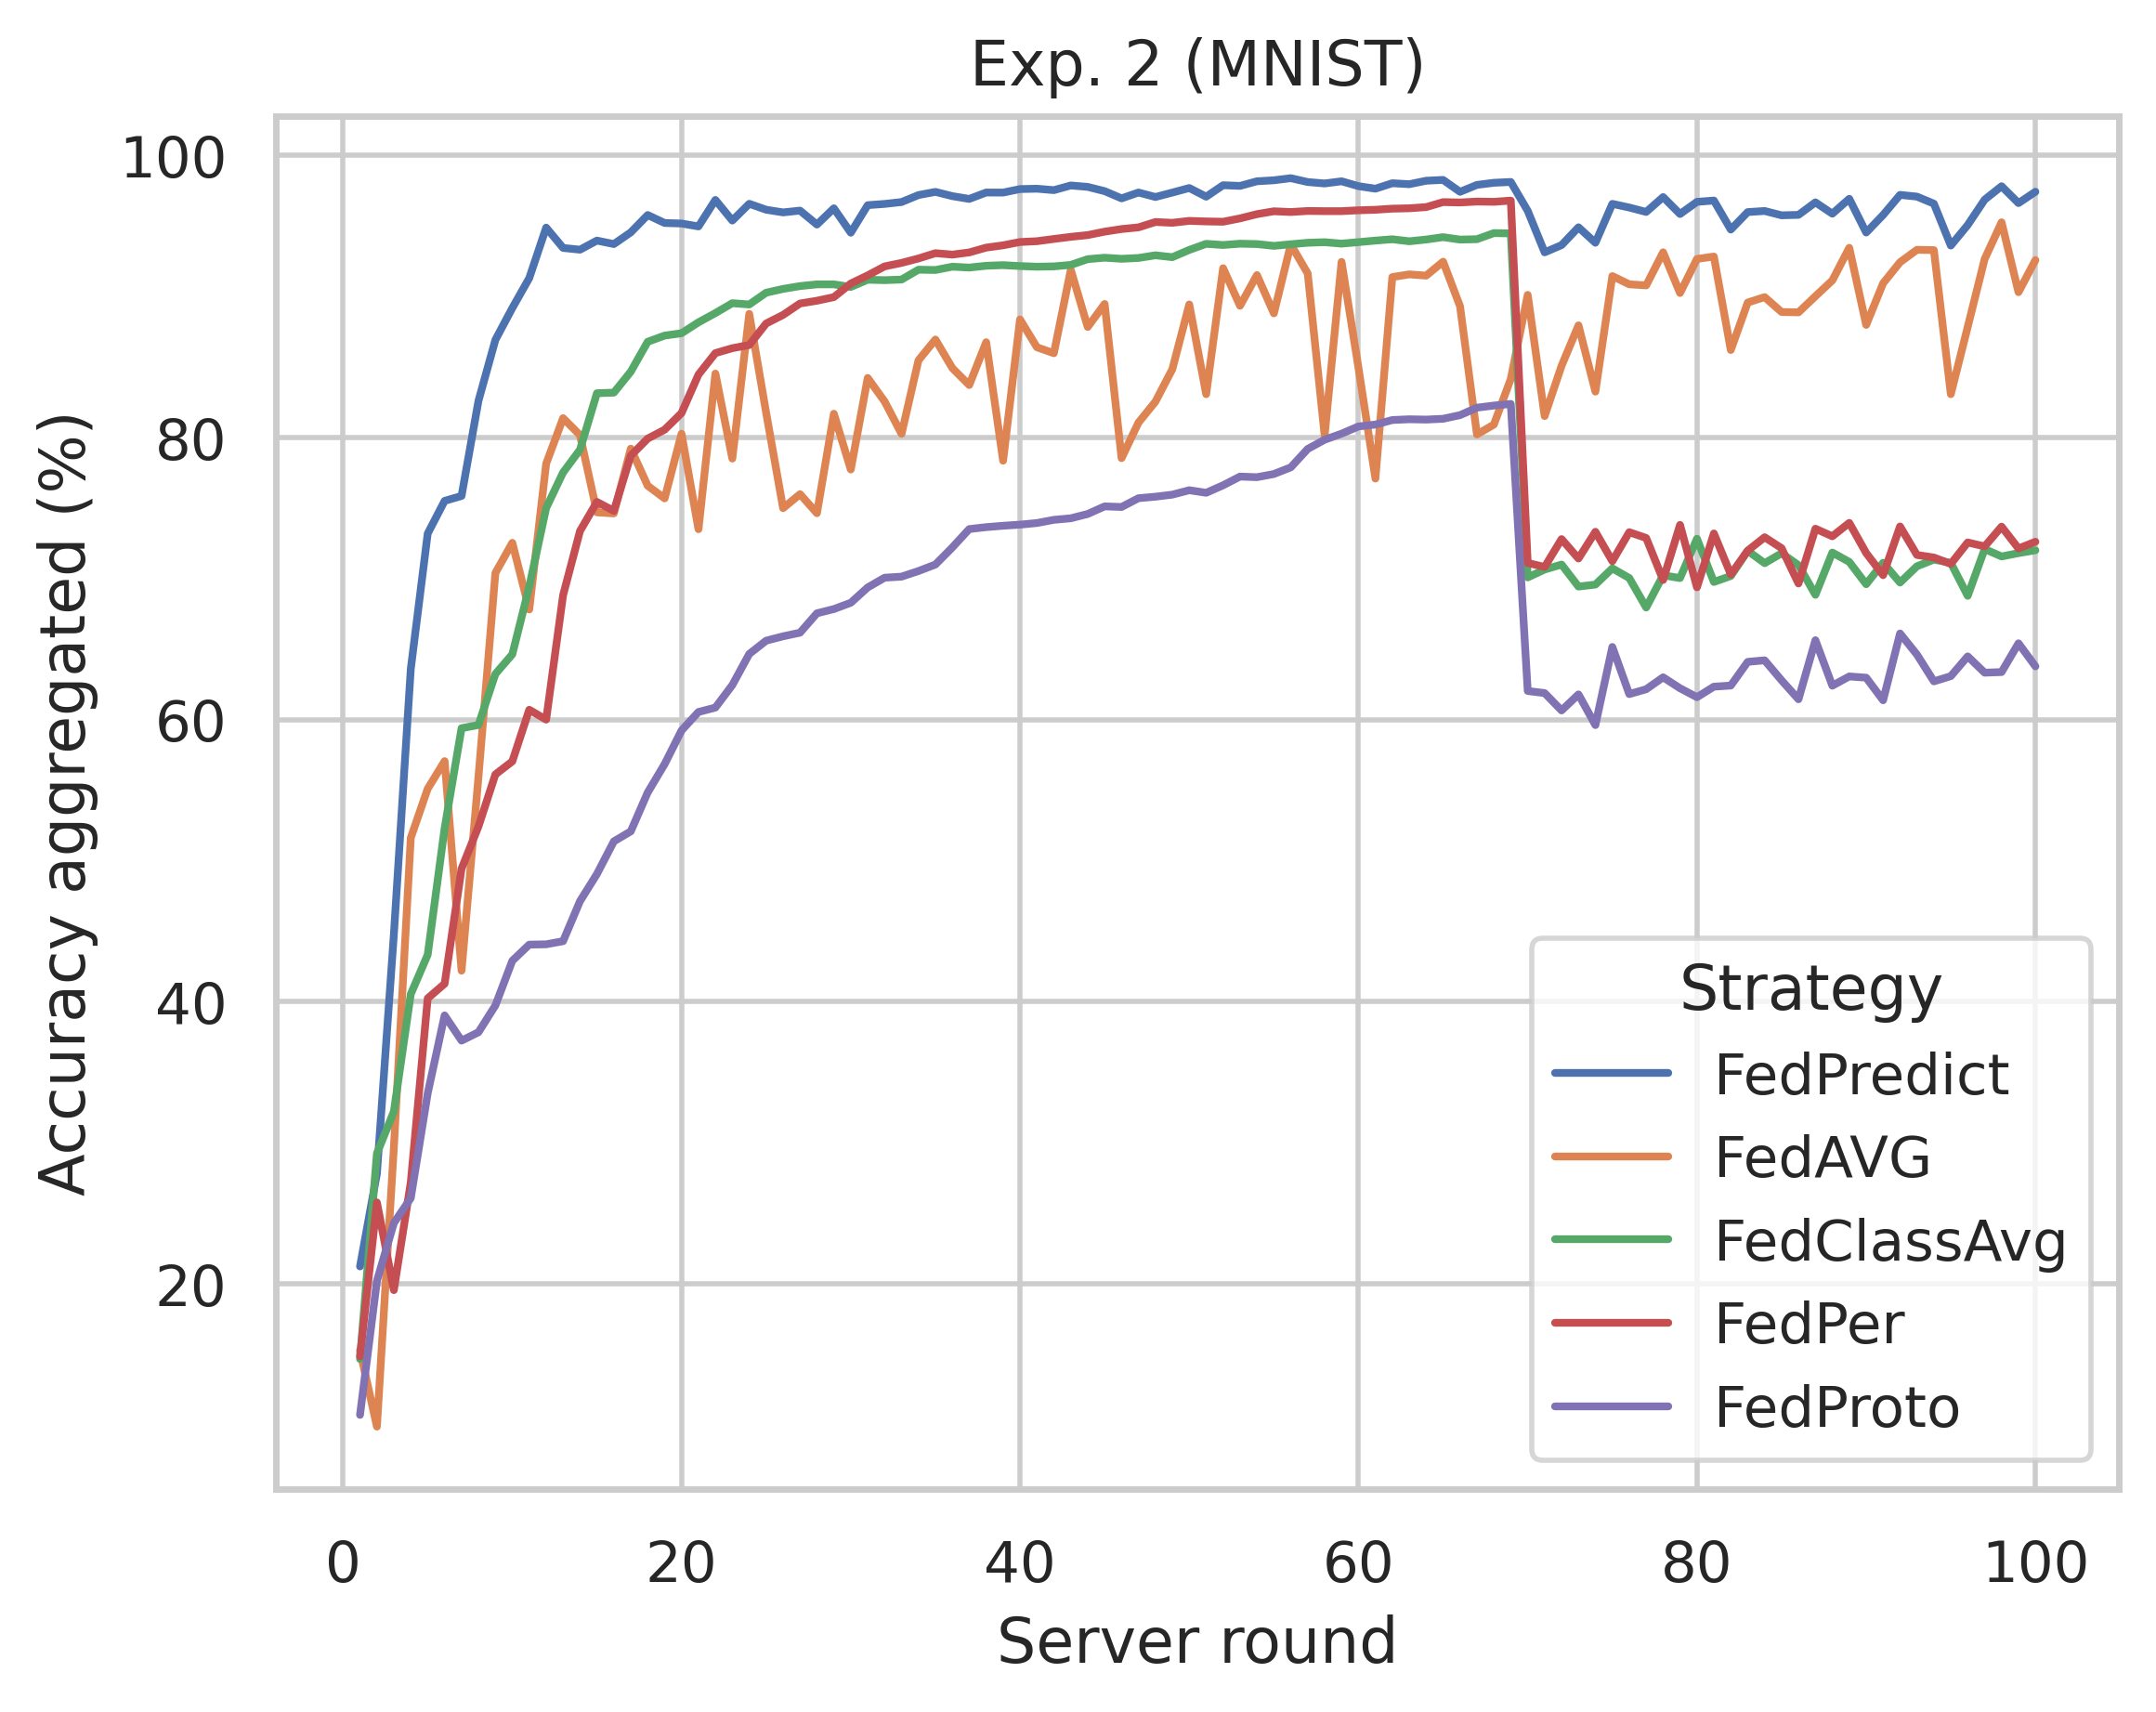 Exp. 2 (MNIST)
100
80
60
40
20
Accuracy aggregated (%)
Strategy
FedPredict
FedAVG
FedClassAvg
FedPer
FedProto
0 20 40 60 80 100
Server round